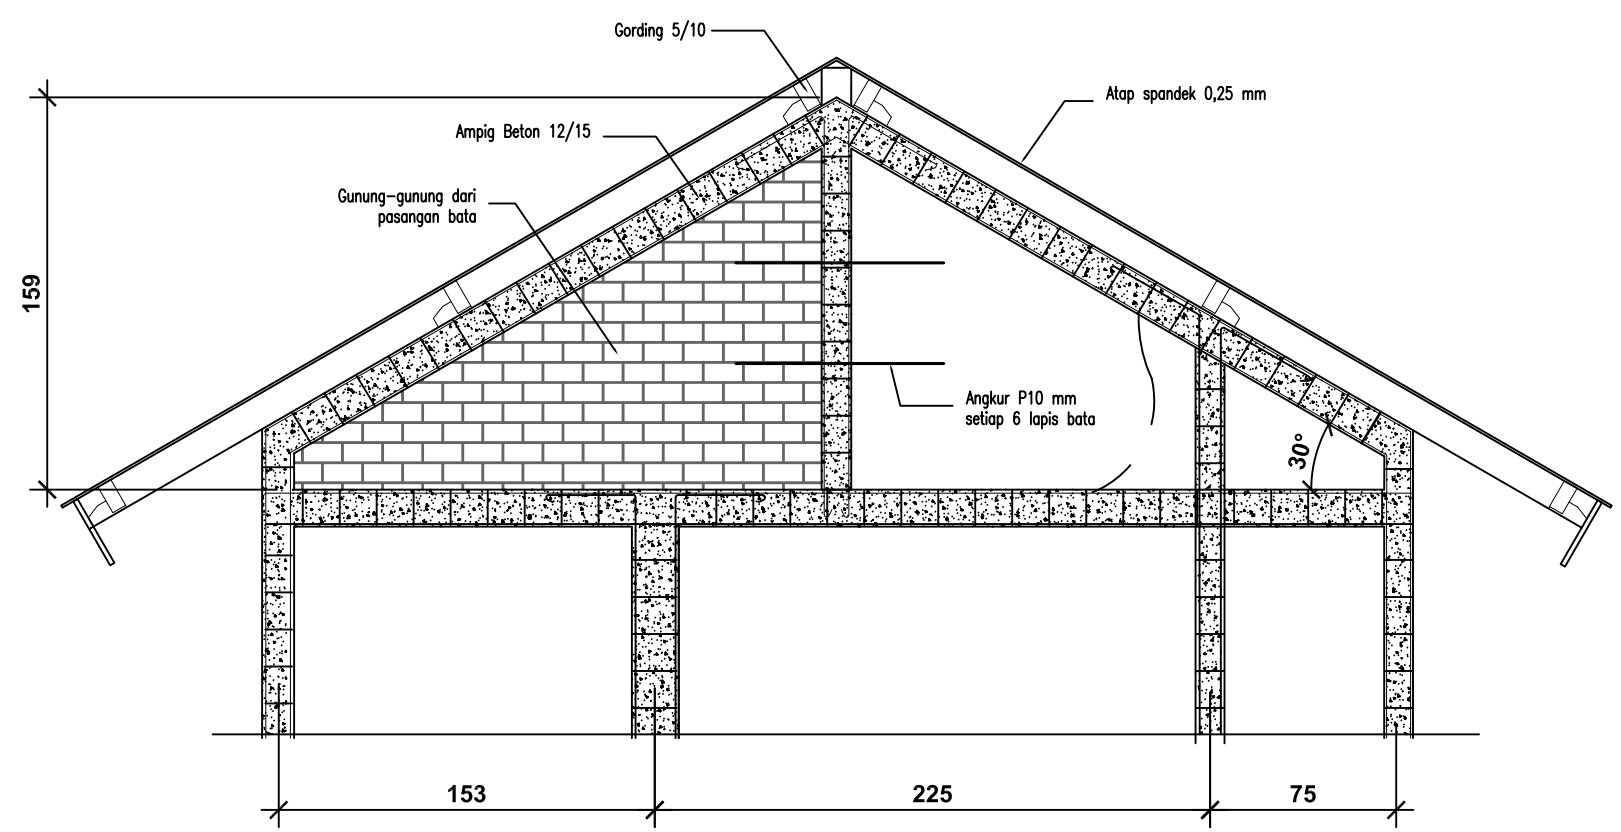 Gording 5/10
Atap spandek 0,25 mm
Ampig Beton 12/15
Gunung-gunung dari
pasangan bata
159
Angkur P10 mm
setiap 6 lapis bata
30°
153
225
75